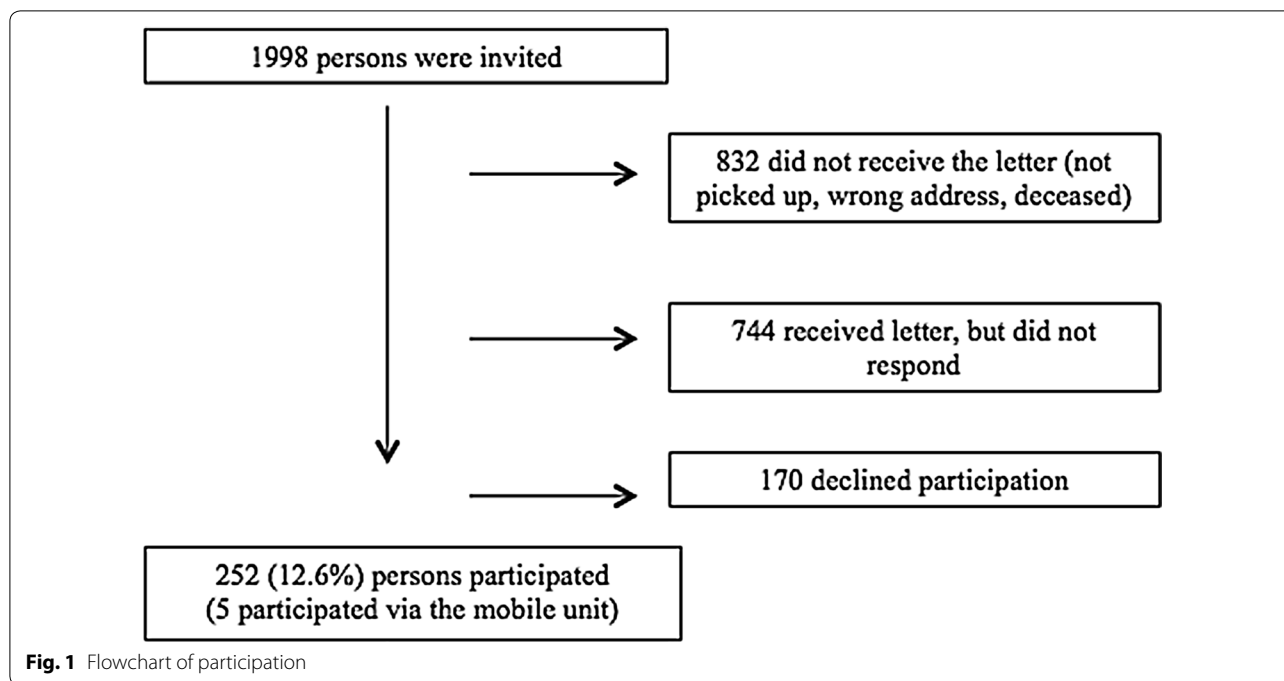 1998 persons were invited
832 did not receive the letter (not
picked up, wrong address, deceased)
744 received letter, but did not
respond
170 declined participation
252 (12.6%) persons participated
(5 participated via the mobile unit)
Fig. 1 Flowchart of participation